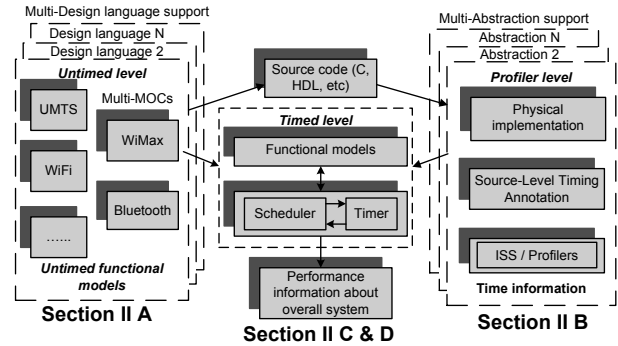 Multi-Design language support
Design language N
Design language 2
Untimed level
UMTS
Multi-MOCs
WiMax
WiFi
Bluetooth
…...
Untimed functional
models
Section II A
Source code (C,
HDL, etc)
Timed level
Functional models
Scheduler
Timer
Performance
information about
overall system
Section II C & D
Multi-Abstraction support
Abstraction N
Abstraction 2
Profiler level
Physical
implementation
Source-Level Timing
Annotation
ISS / Profilers
Time information
Section II B